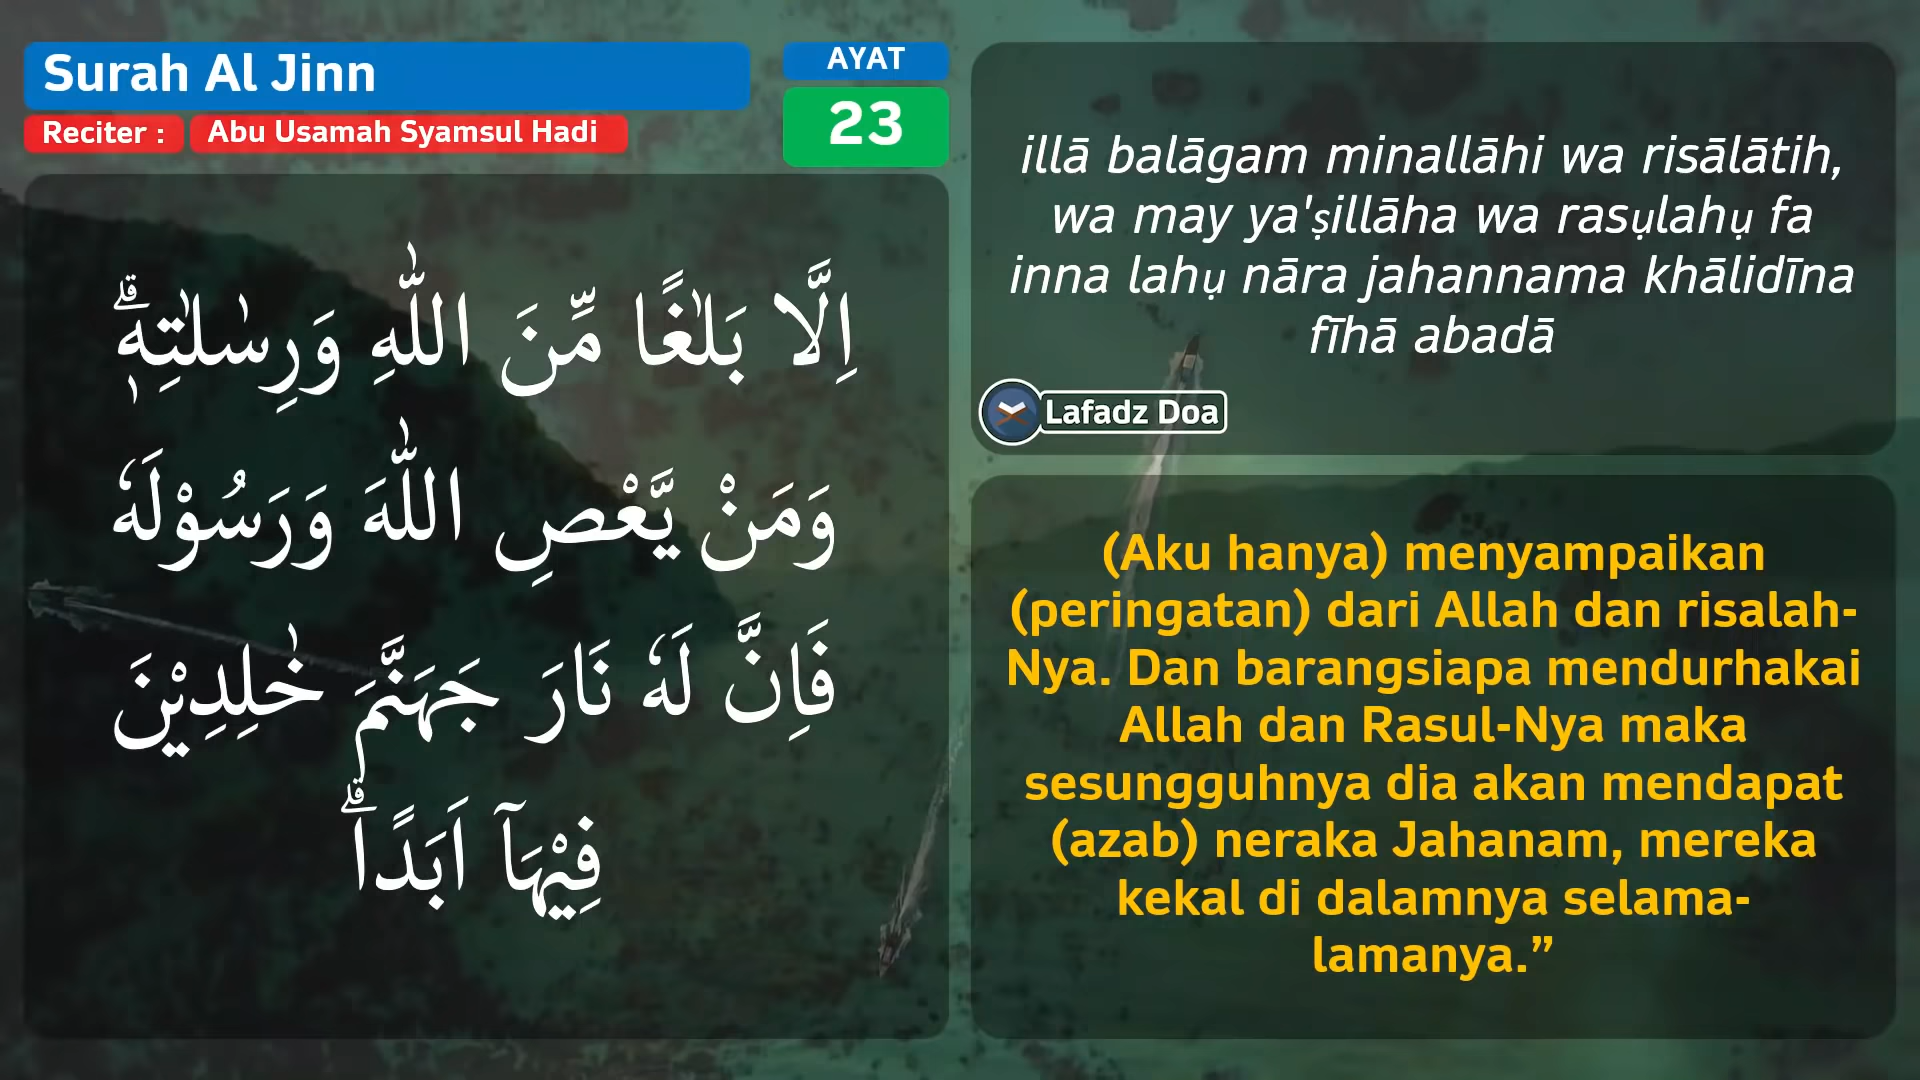 Surah Al Jinn
Reciter :
Abu Usamah Syamsul Hadi
AYAT
23
اِلَّا بَلٰغًا مِّنَ اللّٰهِ وَرِسٰلٰتِهٖۗ
وَمَنْ يَّعْصِ اللّٰهَ وَرَسُوْلَهٗ
فَاِنَّ لَهٗ نَارَ جَهَنَّمَ خٰلِدِيْنَ
فِيْهَآ اَبَدًاۗ
illā balāgam minallāhi wa risālātih,
wa may ya'ṣillāha wa rasụlahụ fa
inna lahụ nāra jahannama khālidīna
fīhā abadā
Lafadz Doa
(Aku hanya) menyampaikan
(peringatan) dari Allah dan risalah-
Nya. Dan barangsiapa mendurhakai
Allah dan Rasul-Nya maka
sesungguhnya dia akan mendapat
(azab) neraka Jahanam, mereka
kekal di dalamnya selama-
lamanya.”